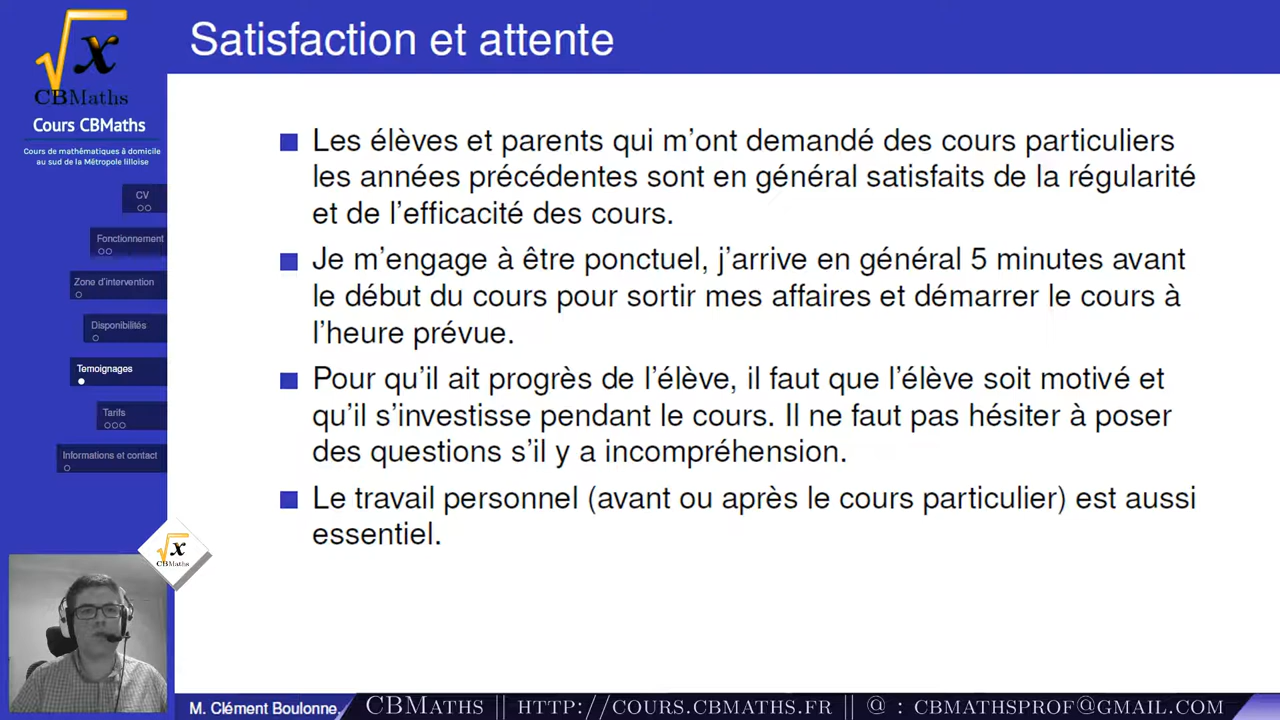 Satisfaction et attente
x
CBMaths
Cours CBMaths
Cours de mathématiques à domicile
au sud de la Métropole lilloise
CV
Fonctionnement
Zone d'intervention
Disponibilités
Temoignages
Tarifs
Informations et contact
Les élèves et parents qui m'ont demandé des cours particuliers
les années précédentes sont en général satisfaits de la régularité
et de l'efficacité des cours.
Je m'engage à être ponctuel, j'arrive en général 5 minutes avant
le début du cours pour sortir mes affaires et démarrer le cours à
l'heure prévue.
Pour qu'il ait progrès de l'élève, il faut que l'élève soit motivé et
qu'il s'investisse pendant le cours. Il ne faut pas hésiter à poser
des questions s'il y a incompréhension.
Le travail personnel (avant ou après le cours particulier) est aussi
essentiel.
x
CBMaths
M. Clément Boulonne, CBMATHS || HTTP://COURS.CBMATHS.FR || @ : CBMATHSPROF@GMAIL.COM